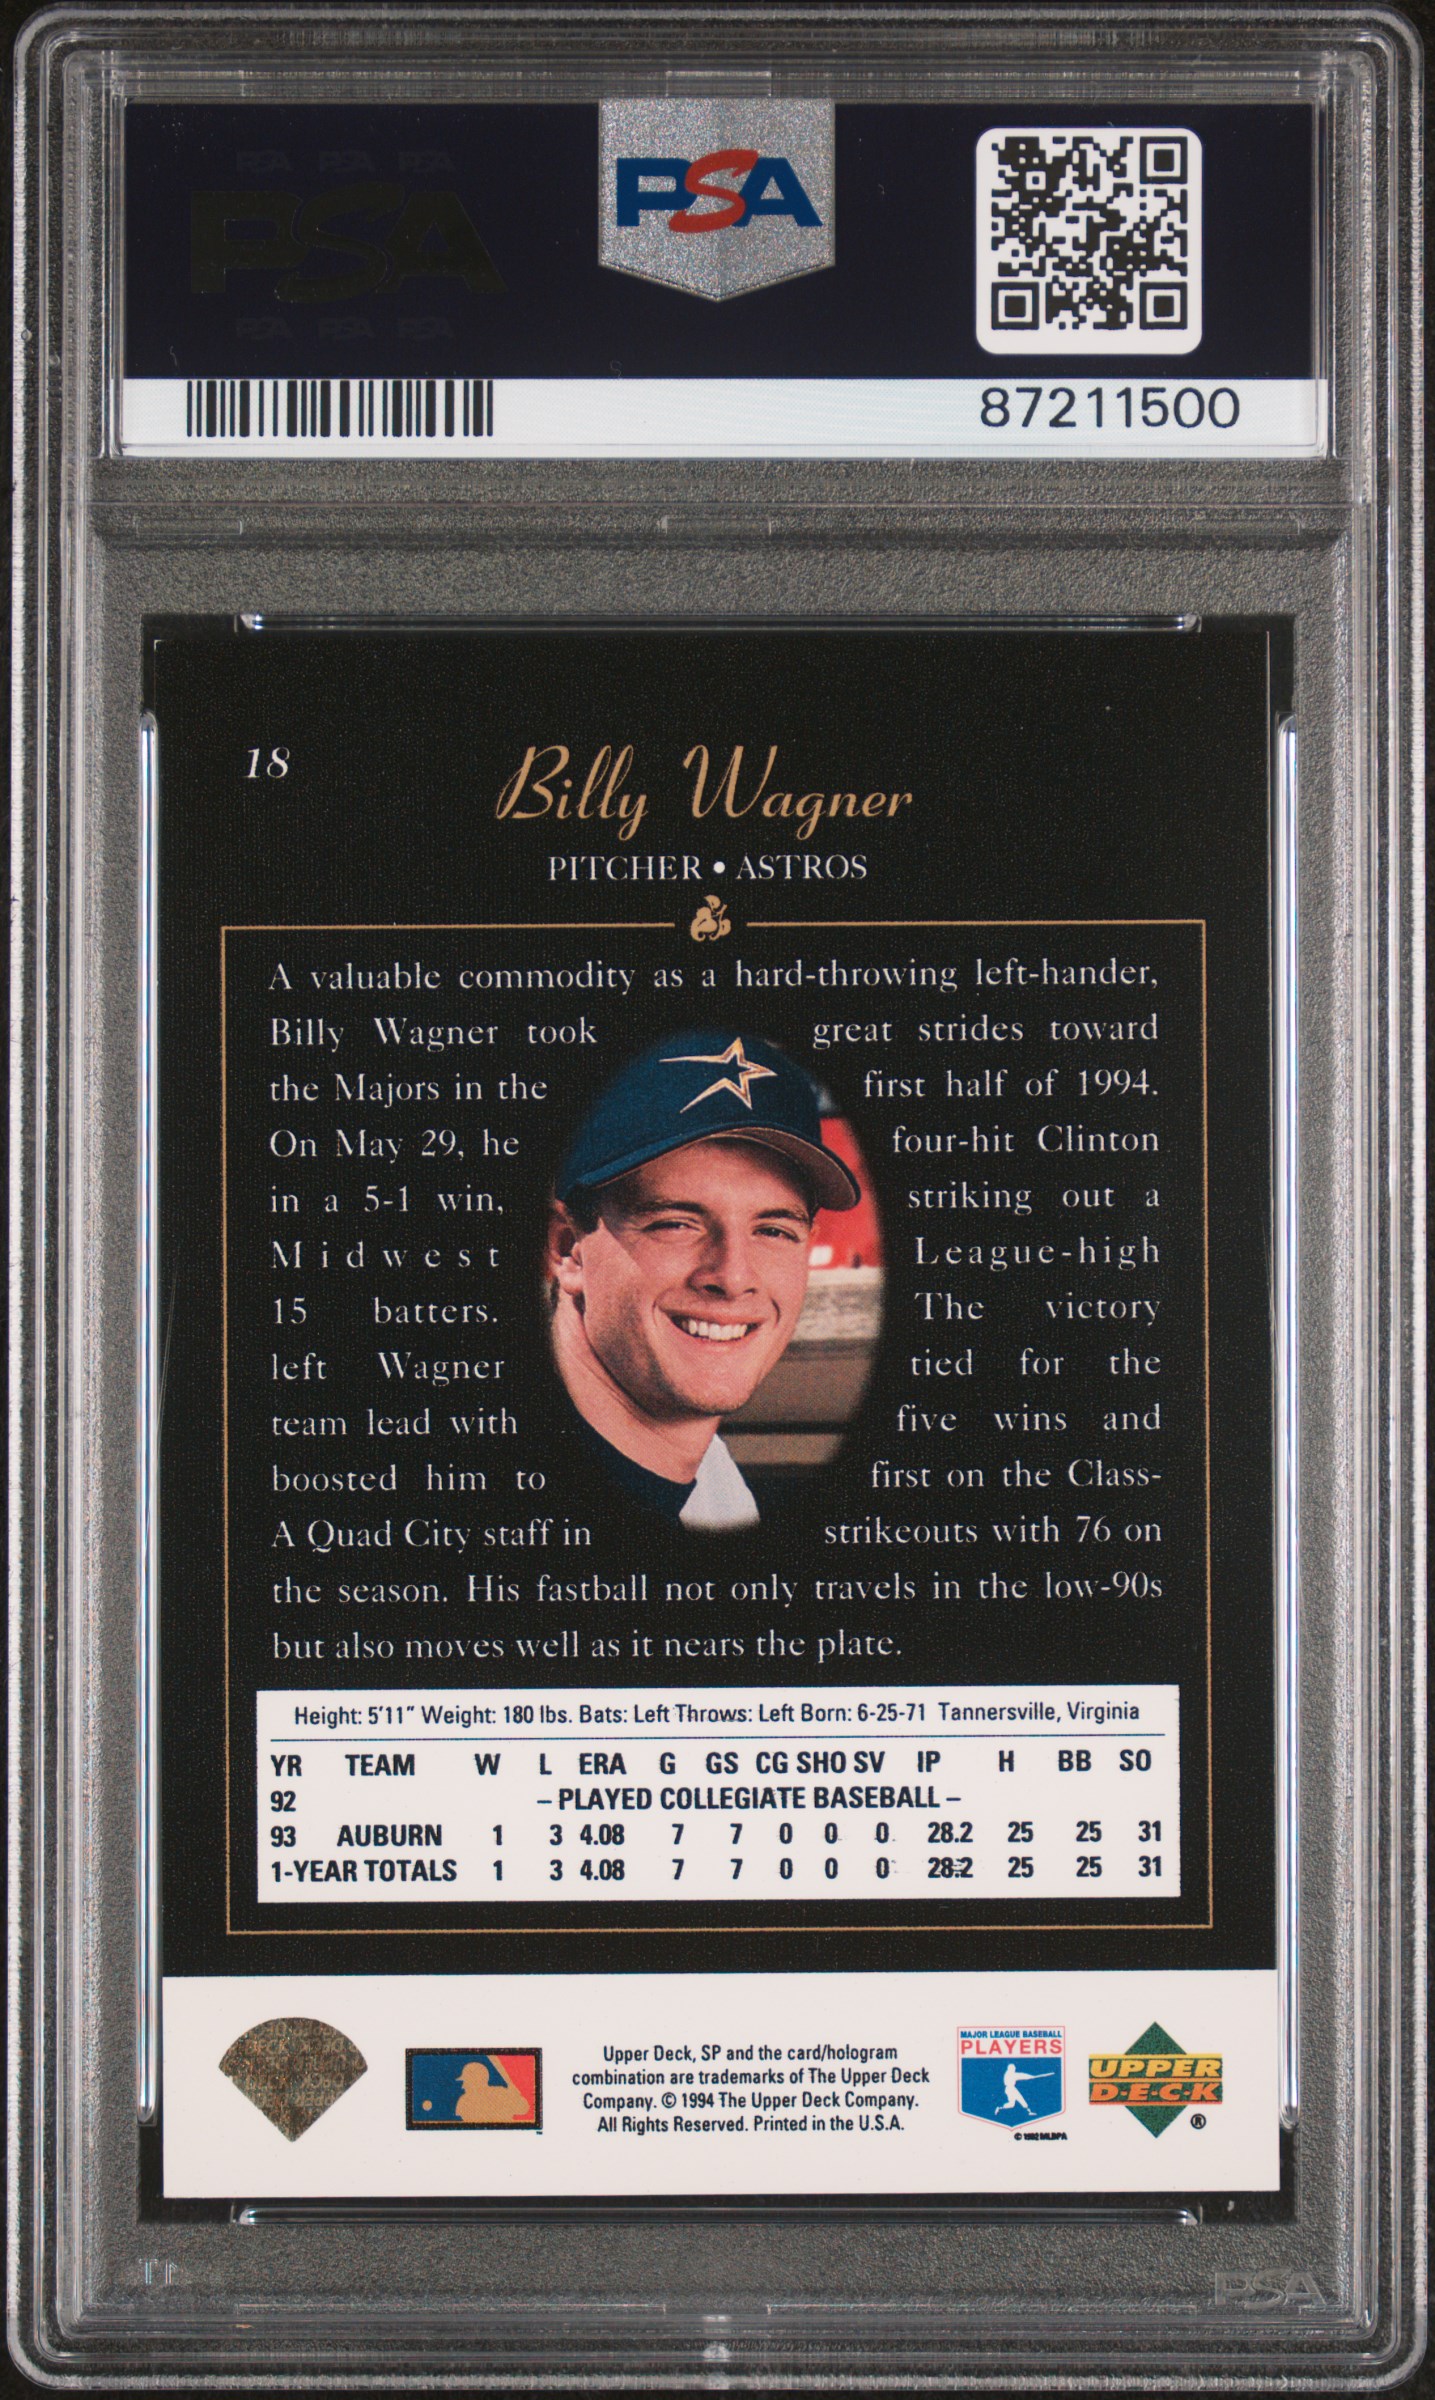 PSA PSA PSA
PSA
PSA PSA PSA
PSA
87211500
18
Billy Wagner
PITCHER • ASTROS
A valuable commodity as a hard-throwing left-hander,
Billy Wagner took great strides toward
the Majors in the first half of 1994.
On May 29, he four-hit Clinton
in a 5-1 win, striking out a
Midwest League-high
15 batters. The victory
left Wagner tied for the
team lead with five wins and
boosted him to first on the Class-
A Quad City staff in strikeouts with 76 on
the season. His fastball not only travels in the low-90s
but also moves well as it nears the plate.
Height: 5'11" Weight: 180 lbs. Bats: Left Throws: Left Born: 6-25-71 Tannersville, Virginia
YR TEAM W L ERA G GS CG SHO SV IP H BB SO
92 – PLAYED COLLEGIATE BASEBALL –
93 AUBURN 1 3 4.08 7 7 0 0 0 28.2 25 25 31
1-YEAR TOTALS 1 3 4.08 7 7 0 0 0 28.2 25 25 31
Upper Deck, SP and the card/hologram
combination are trademarks of The Upper Deck
Company. © 1994 The Upper Deck Company.
All Rights Reserved. Printed in the U.S.A.
MAJOR LEAGUE BASEBALL
PLAYERS
© 1992 MLBPA
UPPER
D·E·C·K
®
PSA